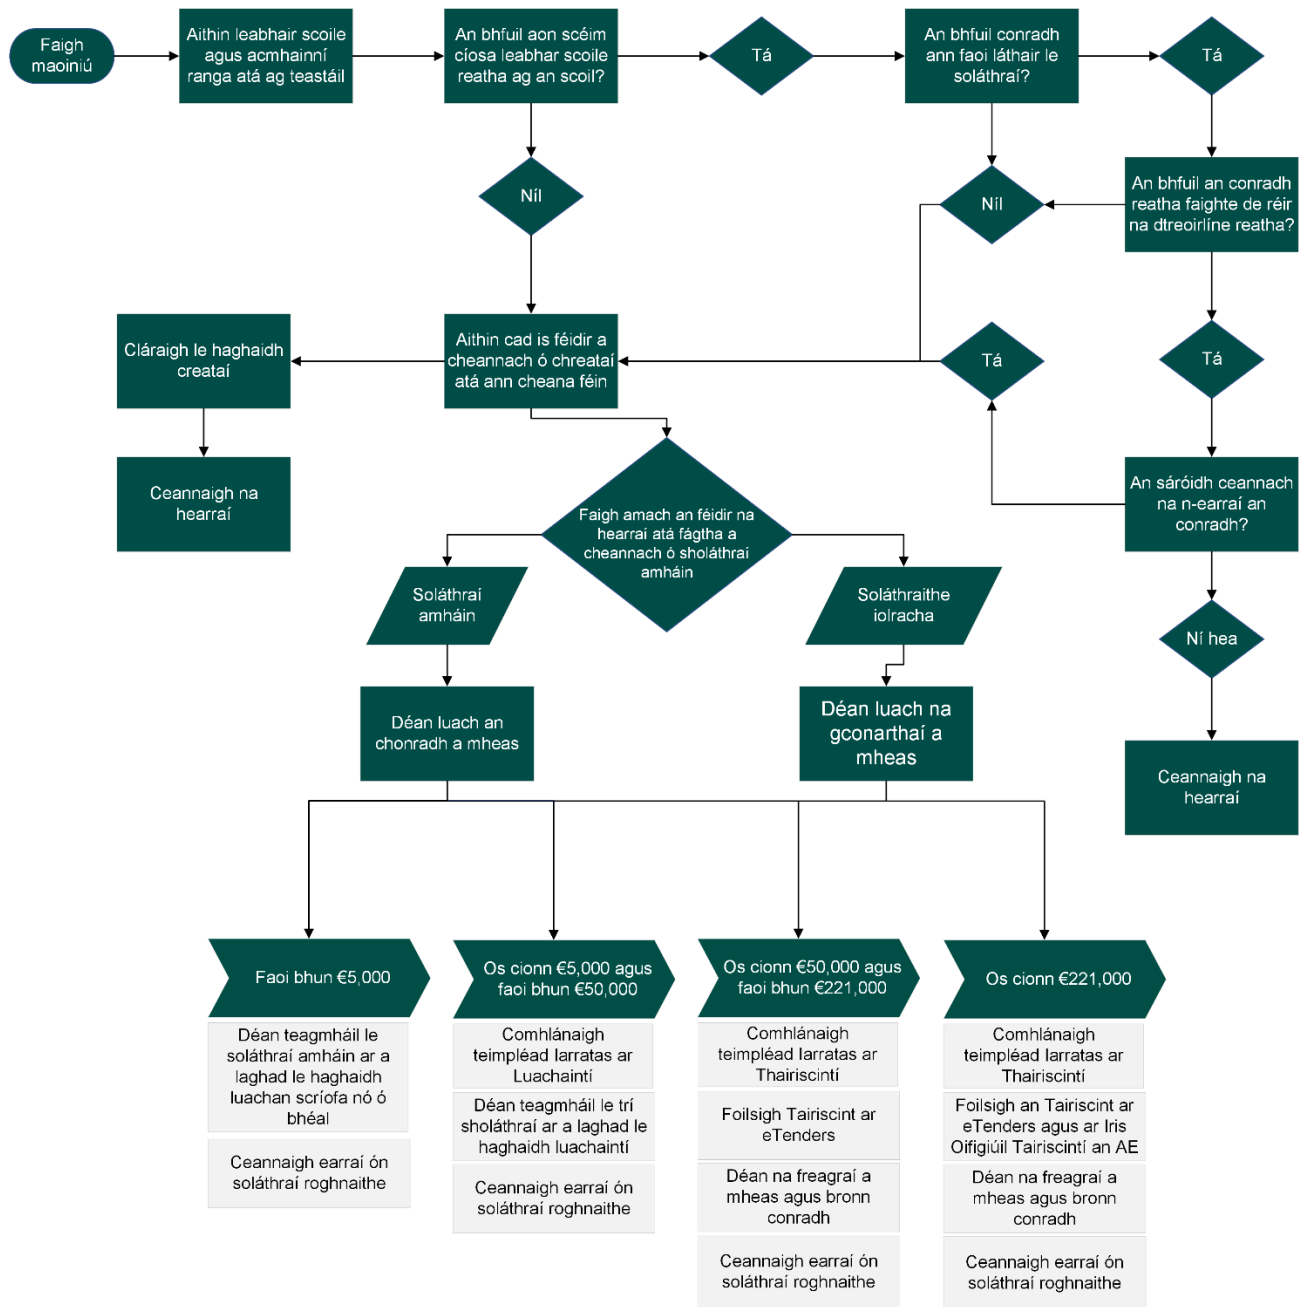 Faigh
maoiniú
Aithin leabhair scoile
agus acmhainní
ranga atá ag teastáil
An bhfuil aon scéim
cíosa leabhar scoile
reatha ag an scoil?
Tá
An bhfuil conradh
ann faoi láthair le
soláthraí?
Tá
Níl
Níl
An bhfuil an conradh
reatha faighte de réir
na dtreoirlíne reatha?
Cláraigh le haghaidh
creataí
Aithin cad is féidir a
cheannach ó chreataí
atá ann cheana féin
Tá
Tá
Ceannaigh na
hearraí
An sáróidh ceannach
na n-earraí an
conradh?
Faigh amach an féidir na
hearraí atá fágtha a
cheannach ó sholáthraí
amháin
Soláthraí
amháin
Soláthraithe
iolracha
Ní hea
Déan luach an
chonradh a mheas
Déan luach na
gconarthaí a
mheas
Ceannaigh na
hearraí
Faoi bhun €5,000
Déan teagmháil le
soláthraí amháin ar a
laghad le haghaidh
luachan scríofa nó ó
bhéal
Ceannaigh earraí ón
soláthraí roghnaithe
Os cionn €5,000 agus
faoi bhun €50,000
Comhlánaigh
teimpléad Iarratas ar
Luachaintí
Déan teagmháil le trí
sholáthraí ar a laghad le
haghaidh luachaintí
Ceannaigh earraí ón
soláthraí roghnaithe
Os cionn €50,000 agus
faoi bhun €221,000
Comhlánaigh
teimpléad Iarratas ar
Thairiscintí
Foilsigh Tairiscint ar
eTenders
Déan na freagraí a
mheas agus bronn
conradh
Ceannaigh earraí ón
soláthraí roghnaithe
Os cionn €221,000
Comhlánaigh
teimpléad Iarratas ar
Thairiscintí
Foilsigh an Tairiscint ar
eTenders agus ar Iris
Oifigiúil Tairiscintí an AE
Déan na freagraí a
mheas agus bronn
conradh
Ceannaigh earraí ón
soláthraí roghnaithe